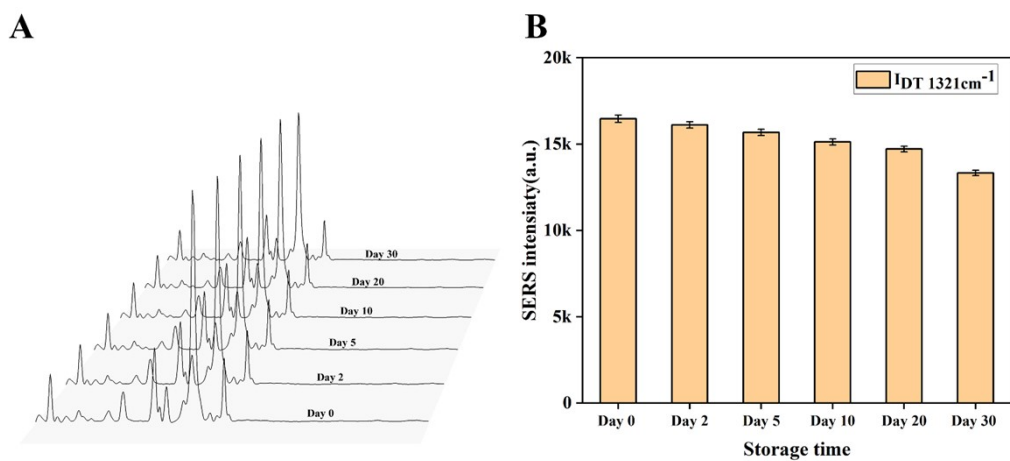 A
Day 30
Day 20
Day 10
Day 5
Day 2
Day 0
B
SERS intensiaty(a.u.)
20k
15k
10k
5k
0
I DT 1321cm⁻¹
Day 0 Day 2 Day 5 Day 10 Day 20 Day 30
Storage time